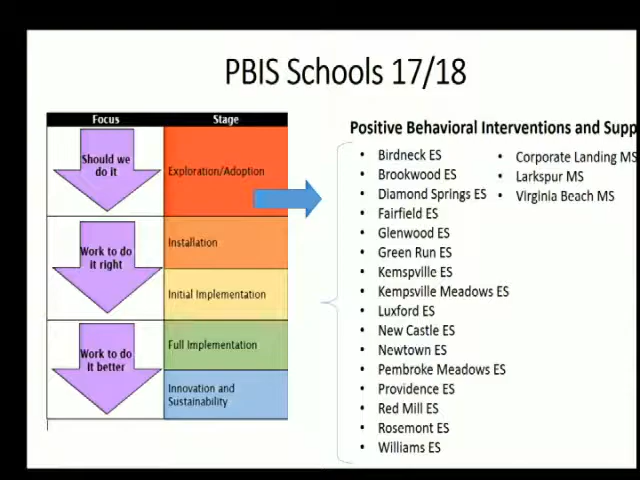 PBIS Schools 17/18
Focus
Stage
Should we
do it
Exploration/Adoption
Work to do
it right
Installation
Initial Implementation
Work to do
it better
Full Implementation
Innovation and
Sustainability
Positive Behavioral Interventions and Supp
• Birdneck ES
• Brookwood ES
• Diamond Springs ES
• Fairfield ES
• Glenwood ES
• Green Run ES
• Kemspville ES
• Kempsville Meadows ES
• Luxford ES
• New Castle ES
• Newtown ES
• Pembroke Meadows ES
• Providence ES
• Red Mill ES
• Rosemont ES
• Williams ES
• Corporate Landing MS
• Larkspur MS
• Virginia Beach MS